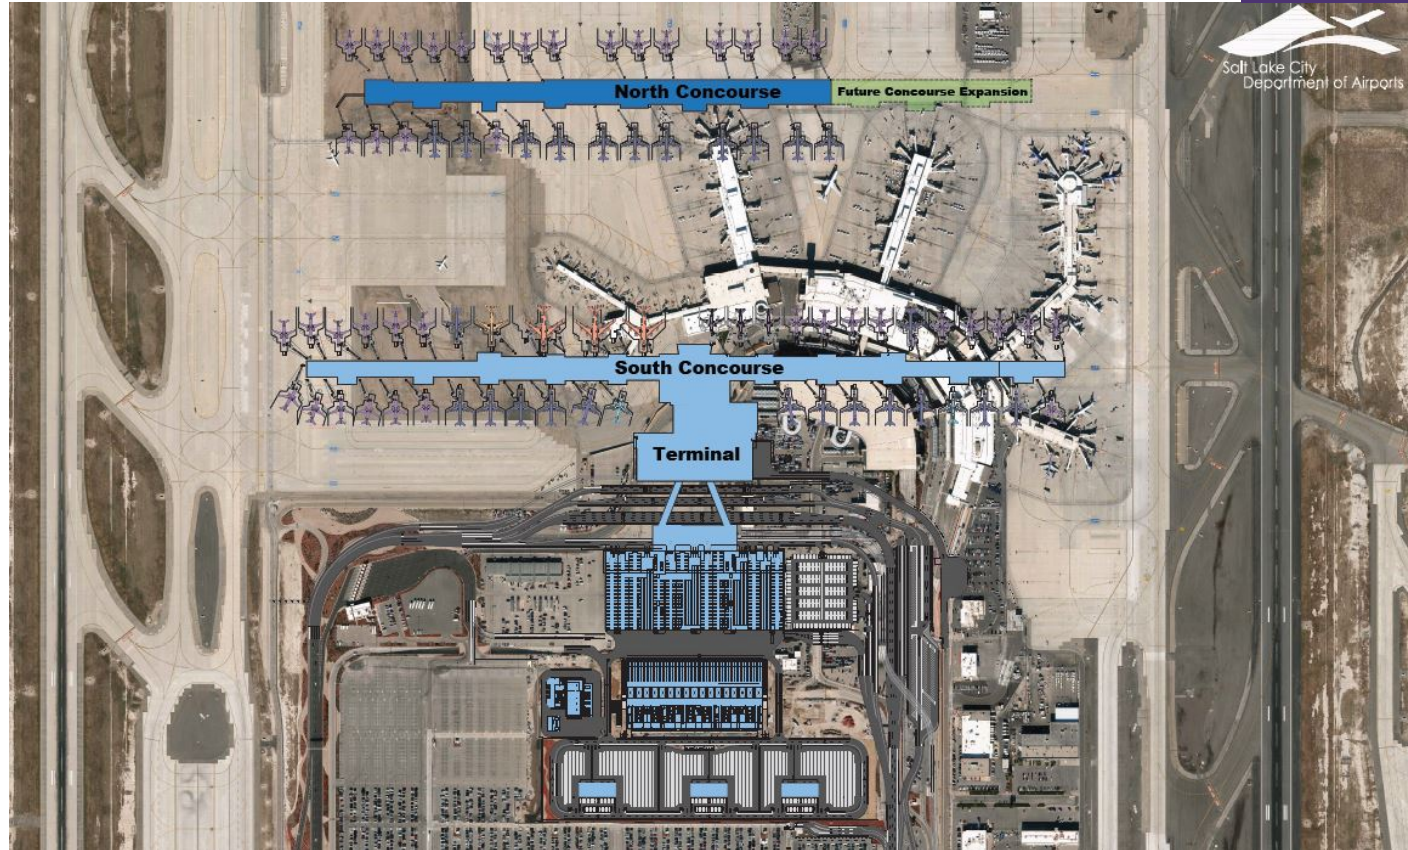 Salt Lake City
Department of Airports
North Concourse
Future Concourse Expansion
South Concourse
Terminal